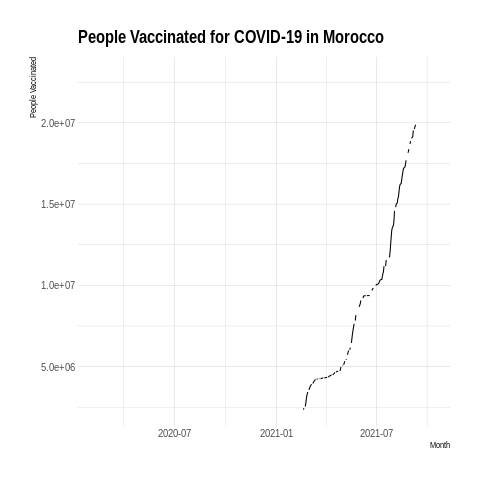 People Vaccinated for COVID-19 in Morocco
People Vaccinated
2.0e+07
1.5e+07
1.0e+07
5.0e+06
2020-07 2021-01 2021-07
Month